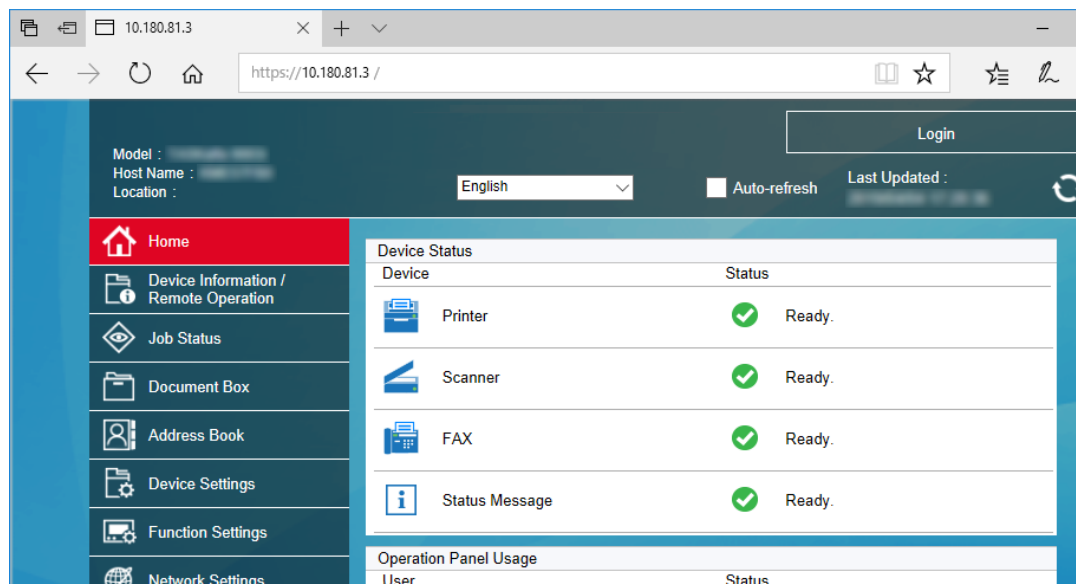 10.180.81.3
https://10.180.81.3 /
Login
Model :
Host Name :
Location :
English
Auto-refresh
Last Updated :
Home
Device Information /
Remote Operation
Job Status
Document Box
Address Book
Device Settings
Function Settings
Network Settings
Device Status
Device Status
Printer Ready.
Scanner Ready.
FAX Ready.
Status Message Ready.
Operation Panel Usage
User Status